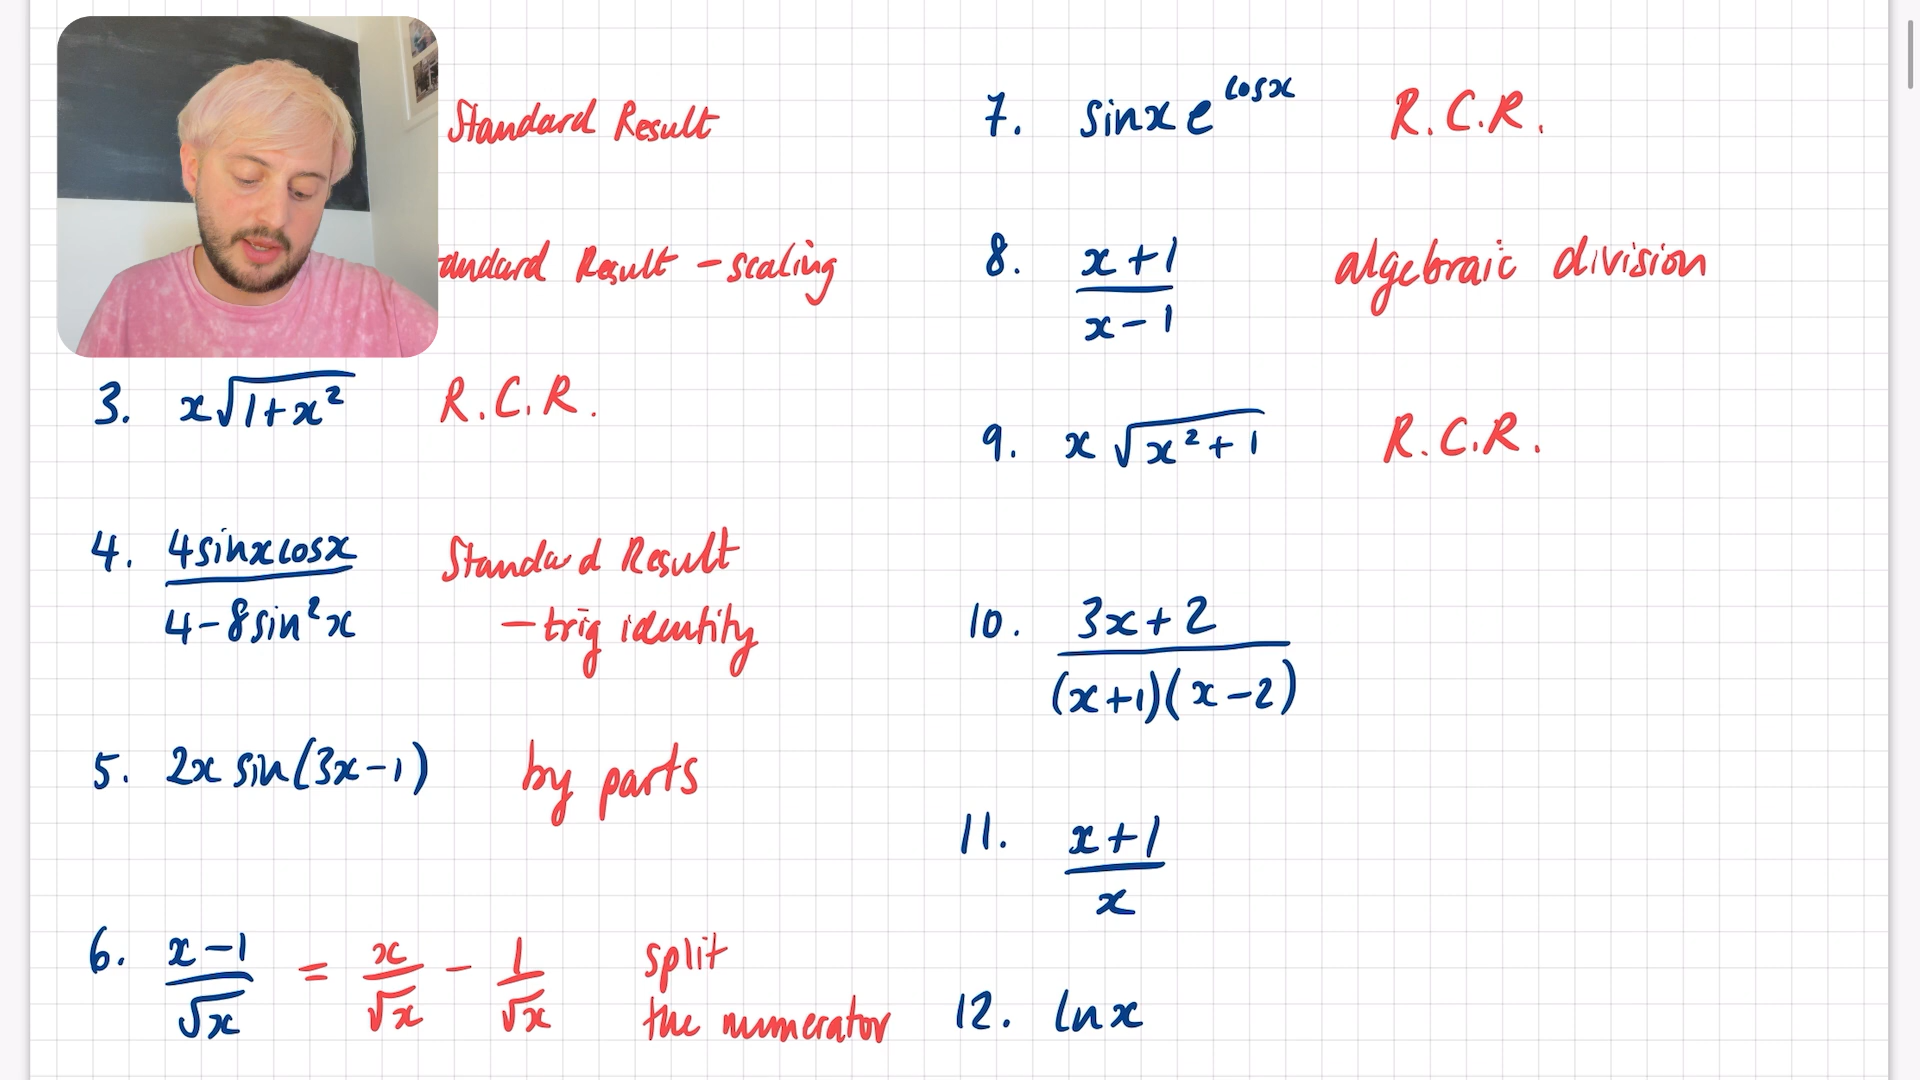 Standard Result
Result - scaling
3. x√(1+x²) R.C.R.
4. 4sinxcosx / 4-8sin²x Standard Result
- trig identity
5. 2x sin(3x-1) by parts
6. x-1 / √x = x / √x - 1 / √x split
the numerator
7. sinx e^cosx R.C.R.
8. x+1 / x-1 algebraic division
9. x √(x²+1) R.C.R.
10. 3x+2 / (x+1)(x-2)
11. x+1 / x
12. lnx